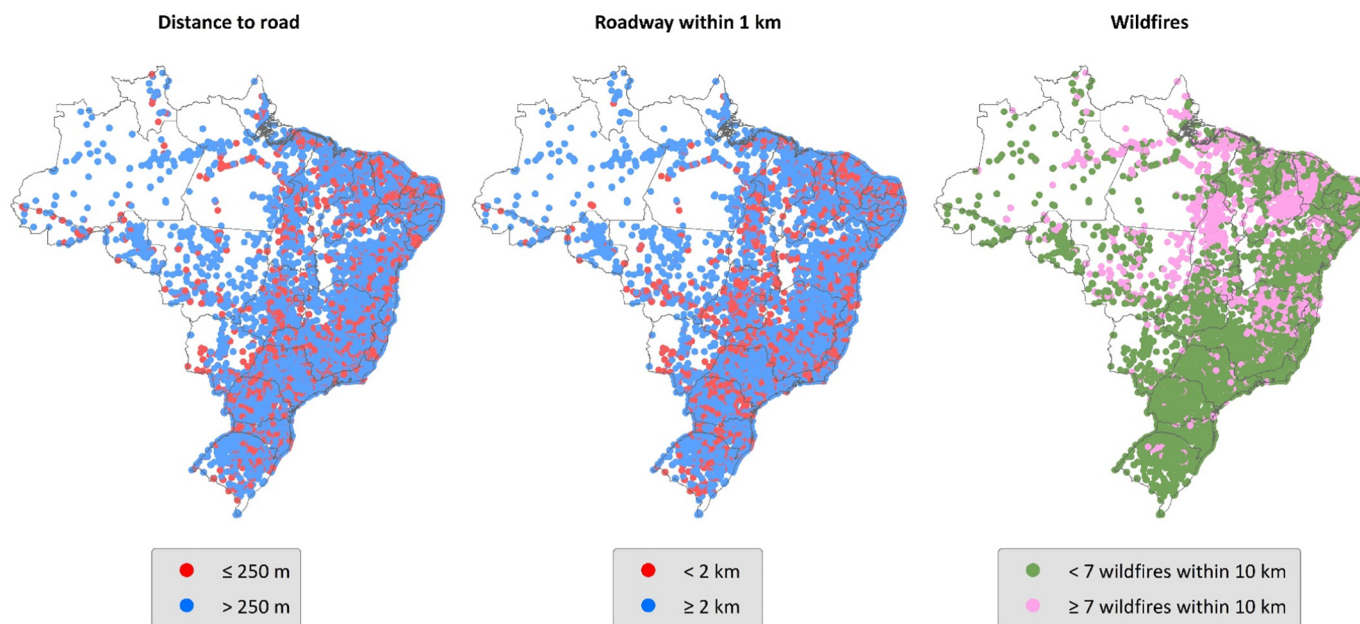 Distance to road
Roadway within 1 km
Wildfires
≤ 250 m
> 250 m
< 2 km
≥ 2 km
< 7 wildfires within 10 km
≥ 7 wildfires within 10 km